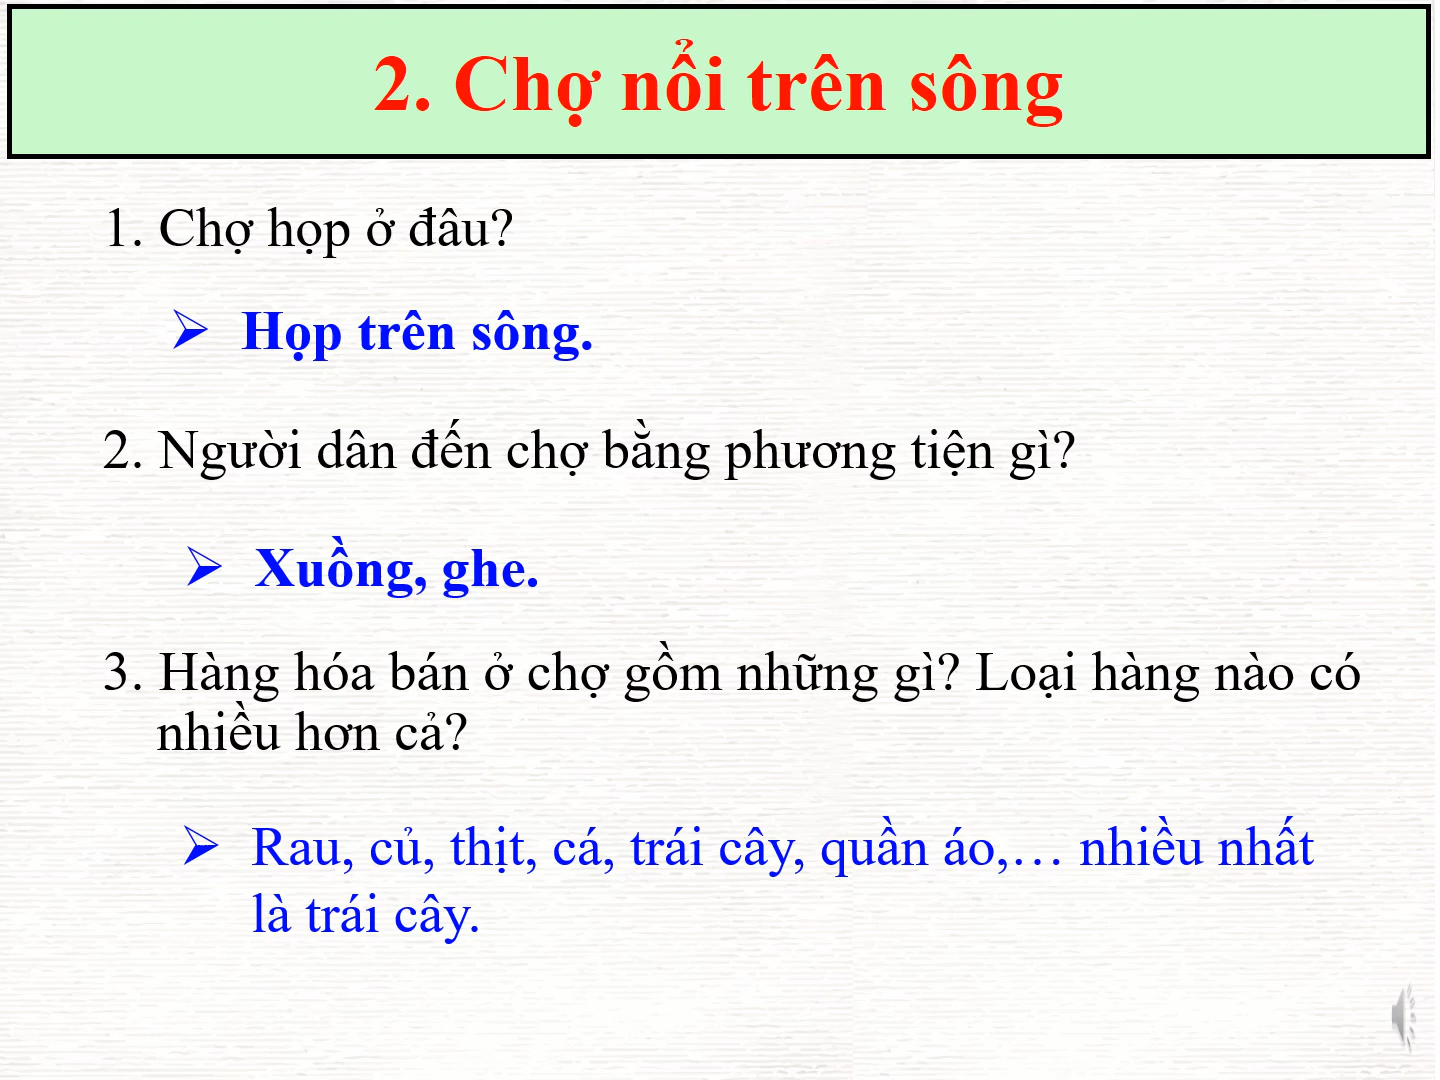 2. Chợ nổi trên sông
1. Chợ họp ở đâu?
➢ Họp trên sông.
2. Người dân đến chợ bằng phương tiện gì?
➢ Xuồng, ghe.
3. Hàng hóa bán ở chợ gồm những gì? Loại hàng nào có
nhiều hơn cả?
➢ Rau, củ, thịt, cá, trái cây, quần áo,… nhiều nhất
là trái cây.